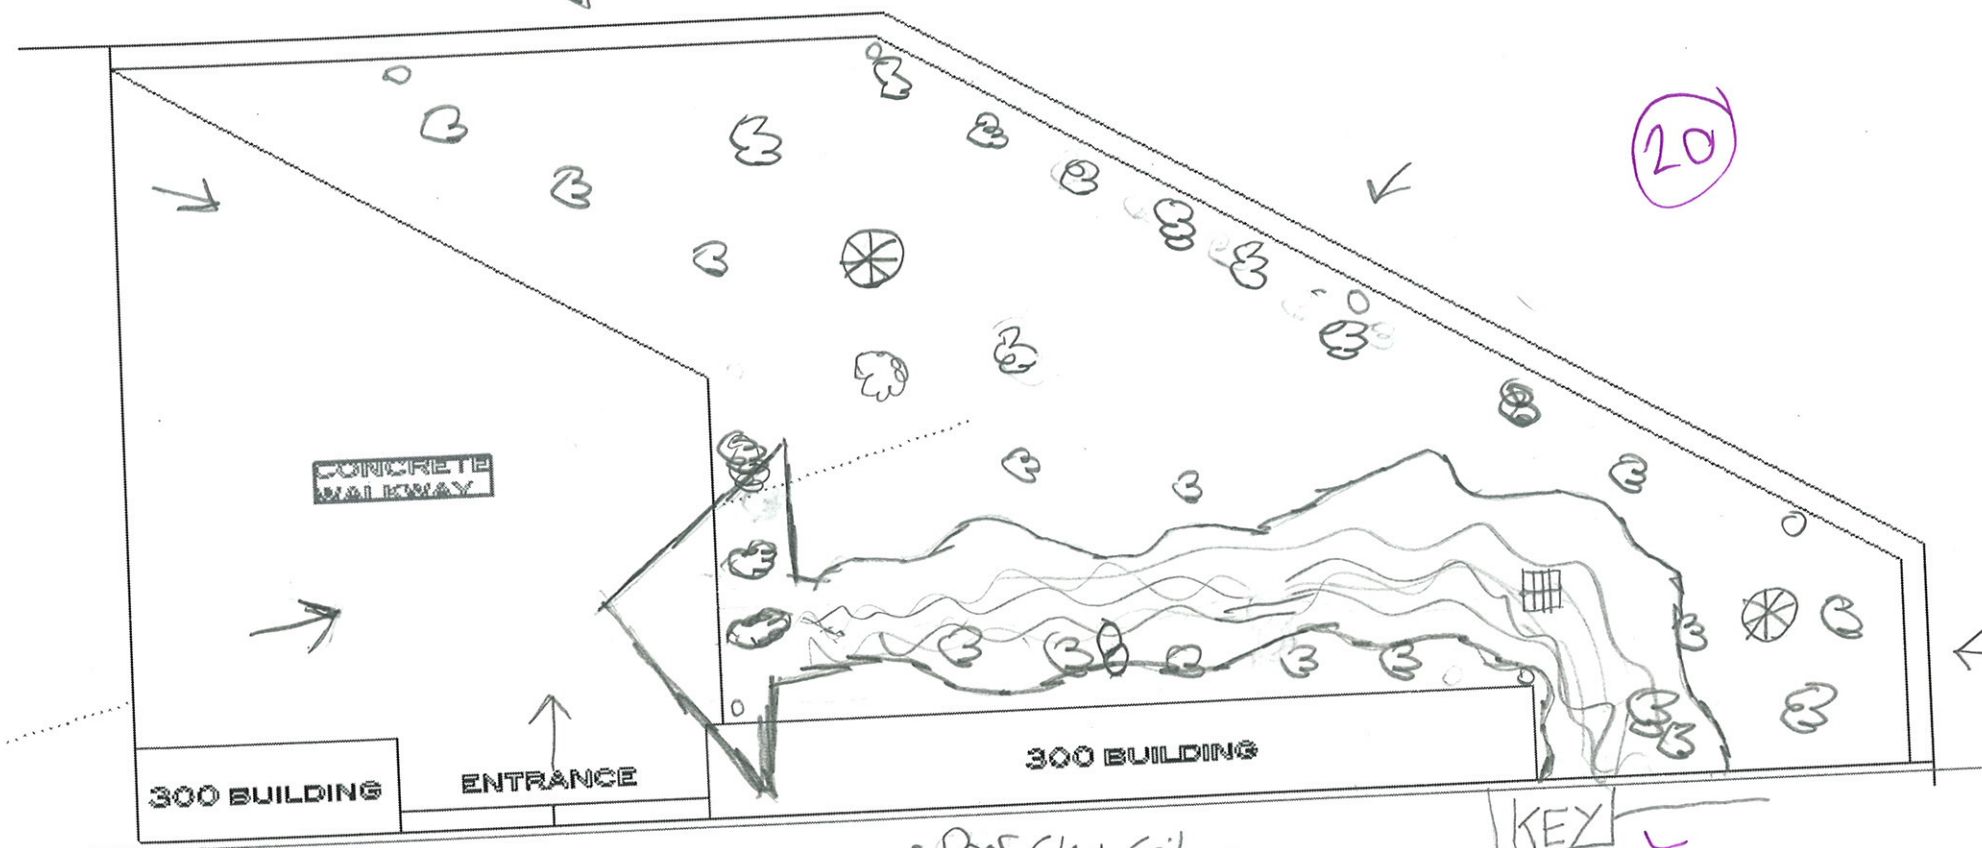 20
CONCRETE
WALKWAY
300 BUILDING
ENTRANCE
300 BUILDING
KEY